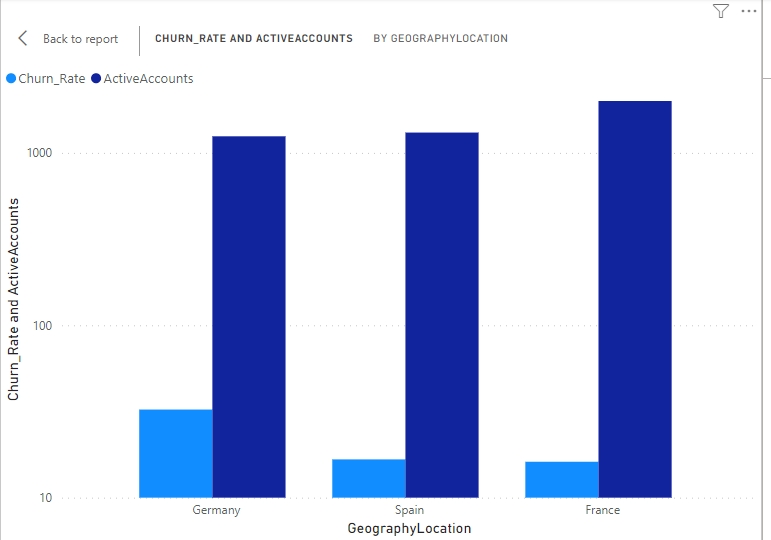 Back to report
CHURN_RATE AND ACTIVEACCOUNTS BY GEOGRAPHYLOCATION
Churn_Rate ActiveAccounts
Churn_Rate and ActiveAccounts
1000
100
10
Germany Spain France
GeographyLocation